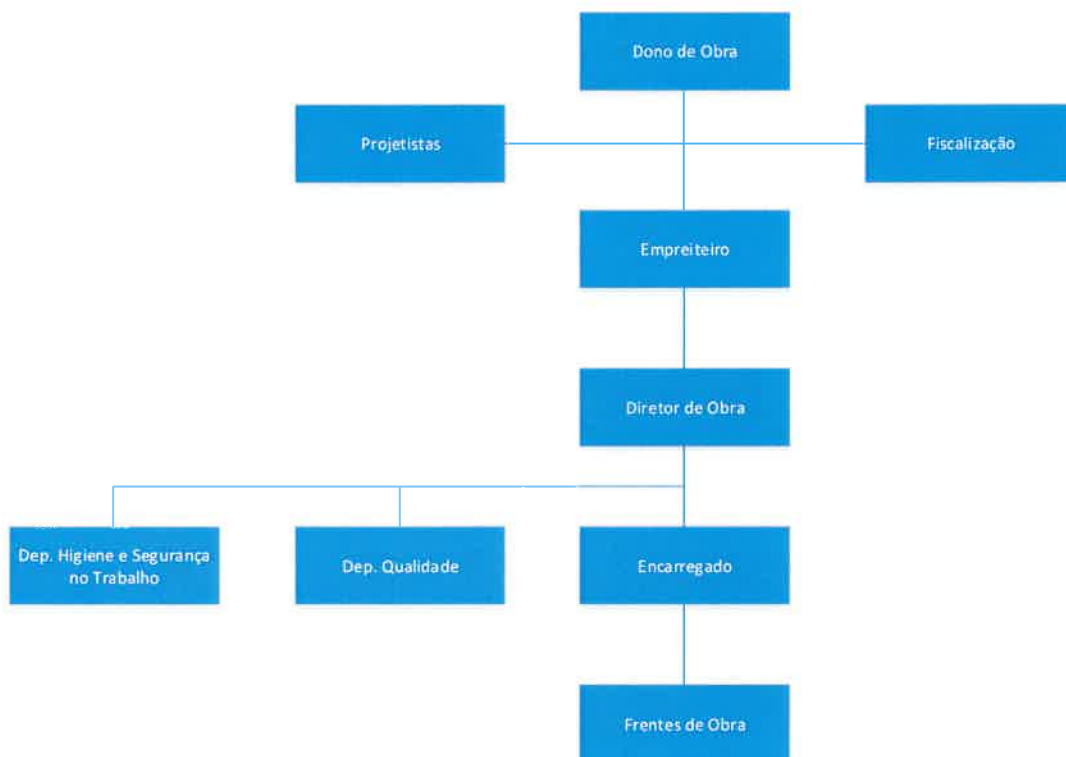 Dono de Obra
Projetistas
Fiscalização
Empreiteiro
Diretor de Obra
Dep. Higiene e Segurança
no Trabalho
Dep. Qualidade
Encarregado
Frentes de Obra